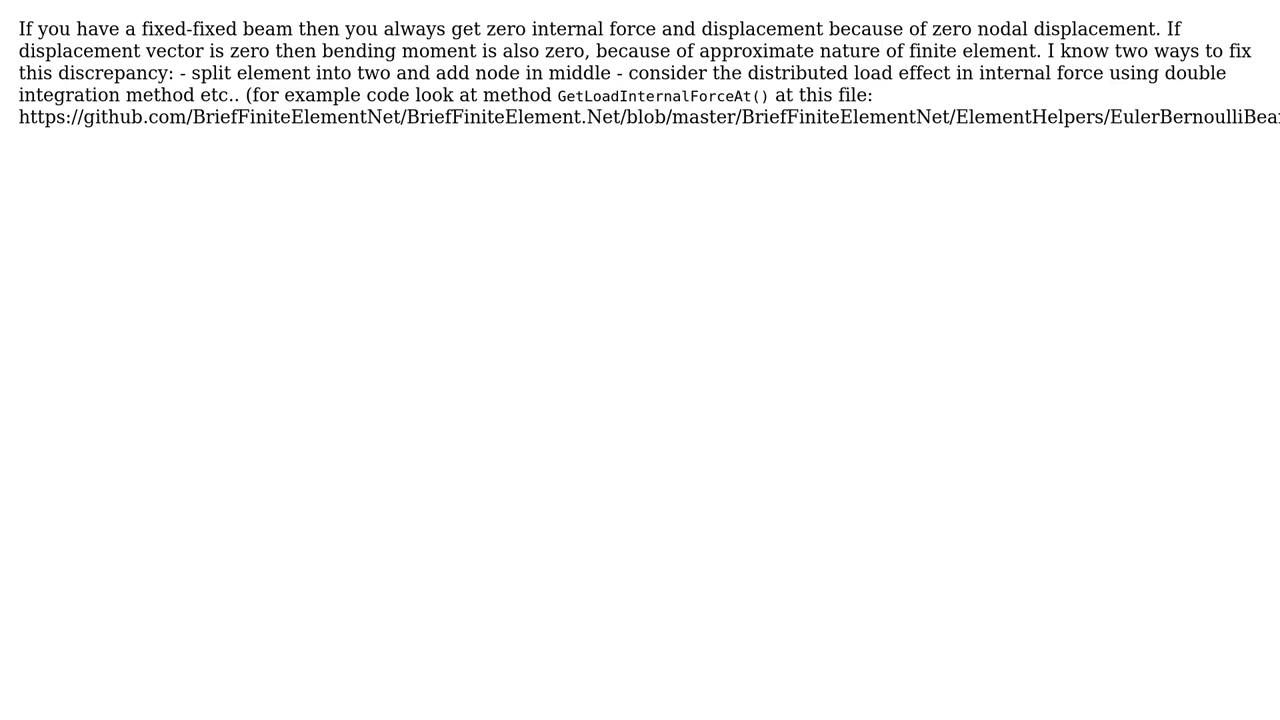 If you have a fixed-fixed beam then you always get zero internal force and displacement because of zero nodal displacement. If
displacement vector is zero then bending moment is also zero, because of approximate nature of finite element. I know two ways to fix
this discrepancy: - split element into two and add node in middle - consider the distributed load effect in internal force using double
integration method etc.. (for example code look at method GetLoadInternalForceAt() at this file:
https://github.com/BriefFiniteElementNet/BriefFiniteElement.Net/blob/master/BriefFiniteElementNet/ElementHelpers/EulerBernoulliBea